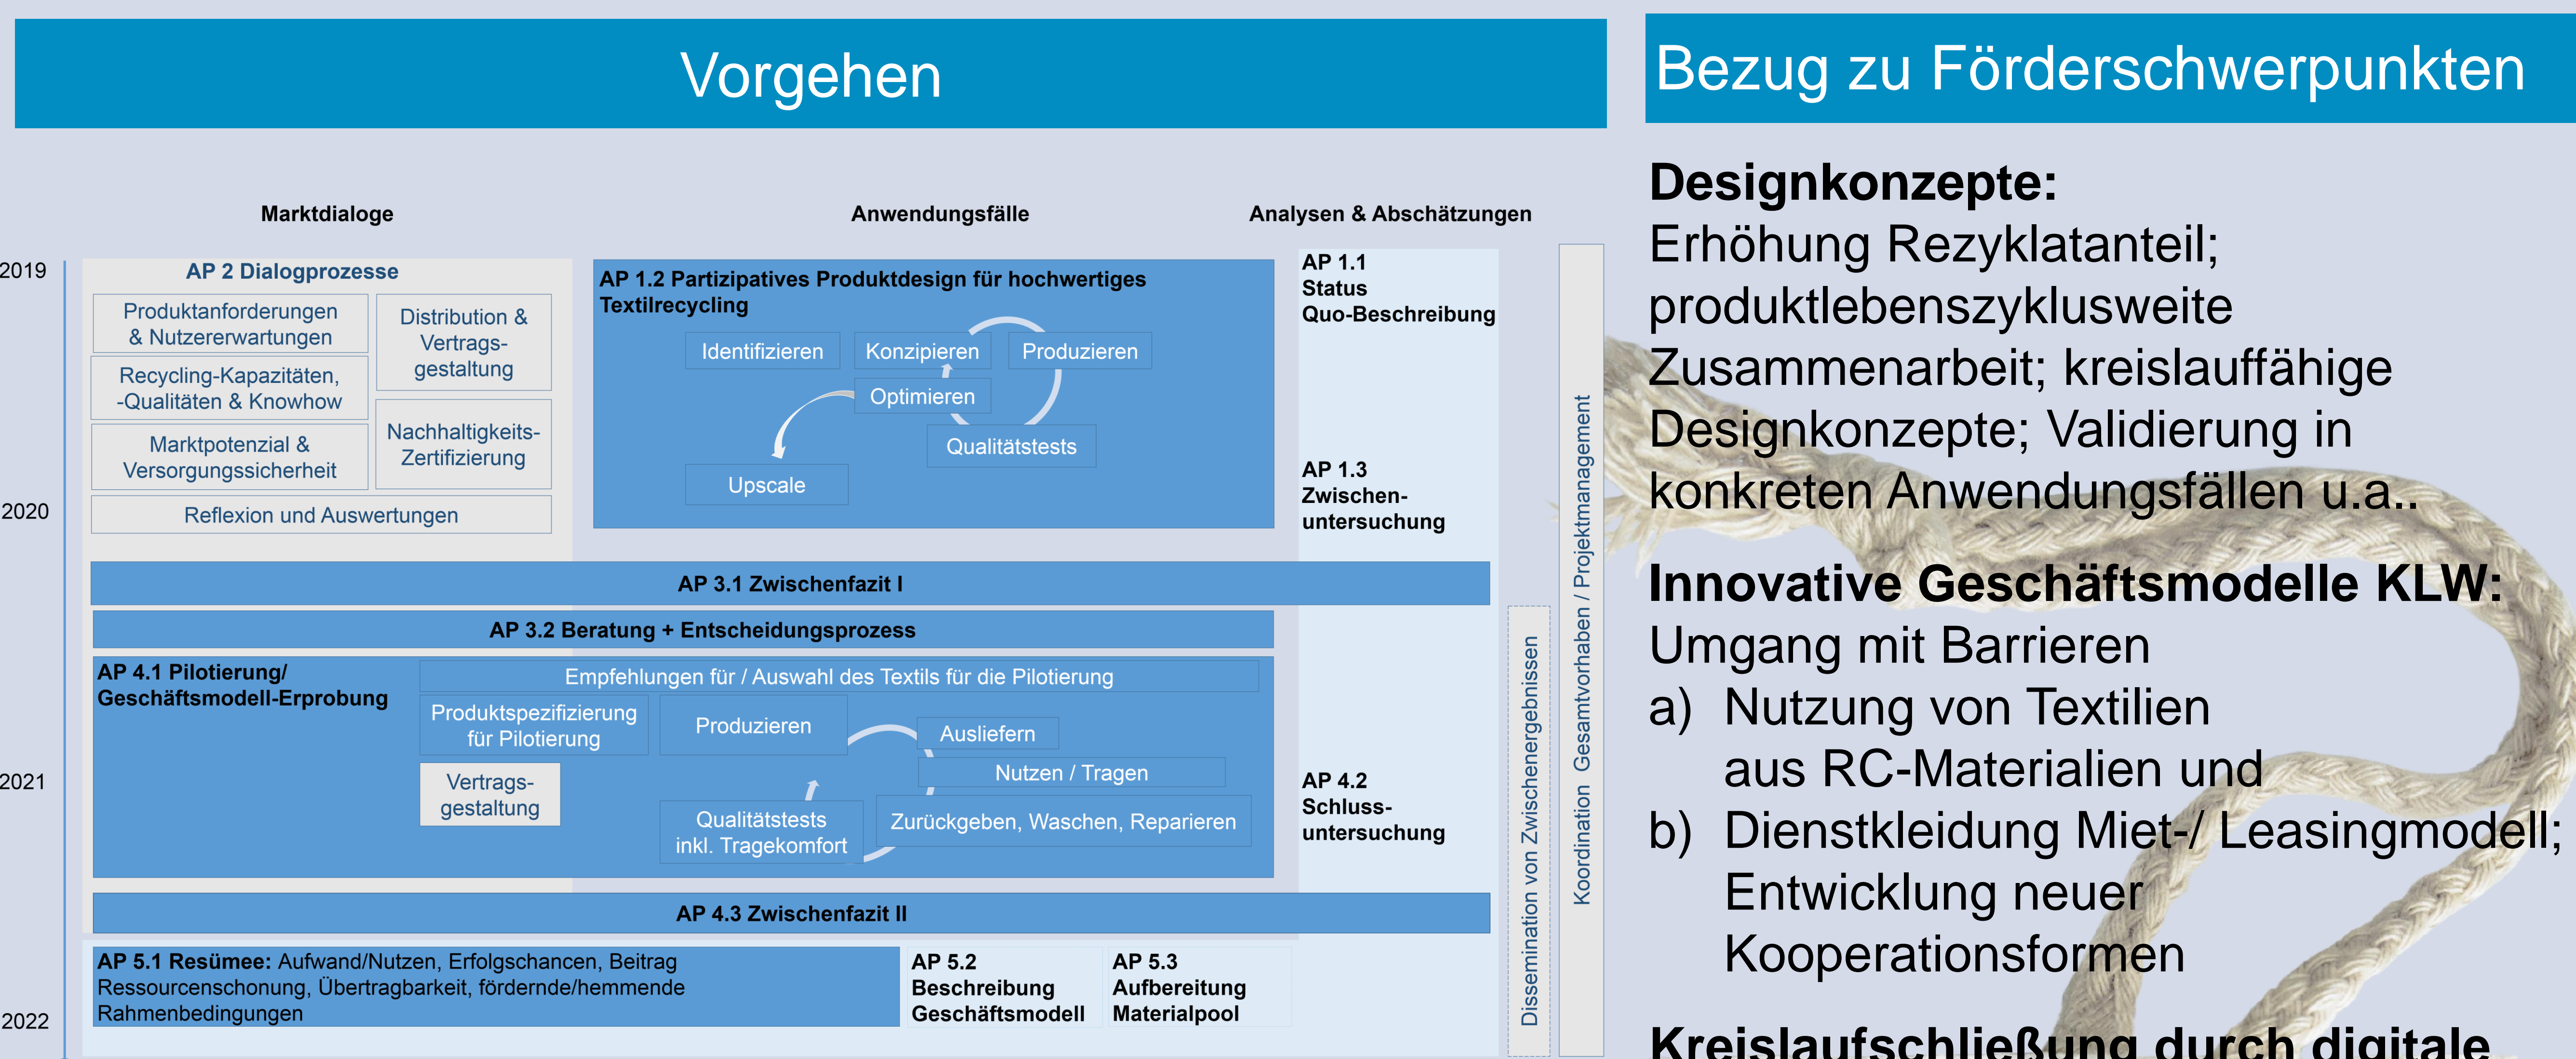 Vorgehen
Marktdialoge
Anwendungsfälle
Analysen & Abschätzungen
2019
2020
2021
2022
AP 2 Dialogprozesse
Produktanforderungen
& Nutzererwartungen
Recycling-Kapazitäten,
-Qualitäten & Knowhow
Marktpotenzial &
Versorgungssicherheit
Distribution &
Vertrags-
gestaltung
Nachhaltigkeits-
Zertifizierung
Reflexion und Auswertungen
AP 1.2 Partizipatives Produktdesign für hochwertiges
Textilrecycling
Identifizieren
Konzipieren
Produzieren
Optimieren
Qualitätstests
Upscale
AP 1.1
Status
Quo-Beschreibung
AP 1.3
Zwischen-
untersuchung
AP 3.1 Zwischenfazit I
AP 3.2 Beratung + Entscheidungsprozess
AP 4.1 Pilotierung/
Geschäftsmodell-Erprobung
Empfehlungen für / Auswahl des Textils für die Pilotierung
Produktspezifizierung
für Pilotierung
Produzieren
Ausliefern
Vertrags-
gestaltung
Nutzen / Tragen
Qualitätstests
inkl. Tragekomfort
Zurückgeben, Waschen, Reparieren
AP 4.2
Schluss-
untersuchung
AP 4.3 Zwischenfazit II
AP 5.1 Resümee: Aufwand/Nutzen, Erfolgschancen, Beitrag
Ressourcenschonung, Übertragbarkeit, fördernde/hemmende
Rahmenbedingungen
AP 5.2
Beschreibung
Geschäftsmodell
AP 5.3
Aufbereitung
Materialpool
Dissemination von Zwischenergebnissen
Koordination Gesamtvorhaben / Projektmanagement
Bezug zu Förderschwerpunkten
Designkonzepte:
Erhöhung Rezyklatanteil;
produktlebenszyklusweite
Zusammenarbeit; kreislauffähige
Designkonzepte; Validierung in
konkreten Anwendungsfällen u.a..
Innovative Geschäftsmodelle KLW:
Umgang mit Barrieren
a) Nutzung von Textilien
aus RC-Materialien und
b) Dienstkleidung Miet-/ Leasingmodell;
Entwicklung neuer
Kooperationsformen
Kreislaufschließung durch digitale